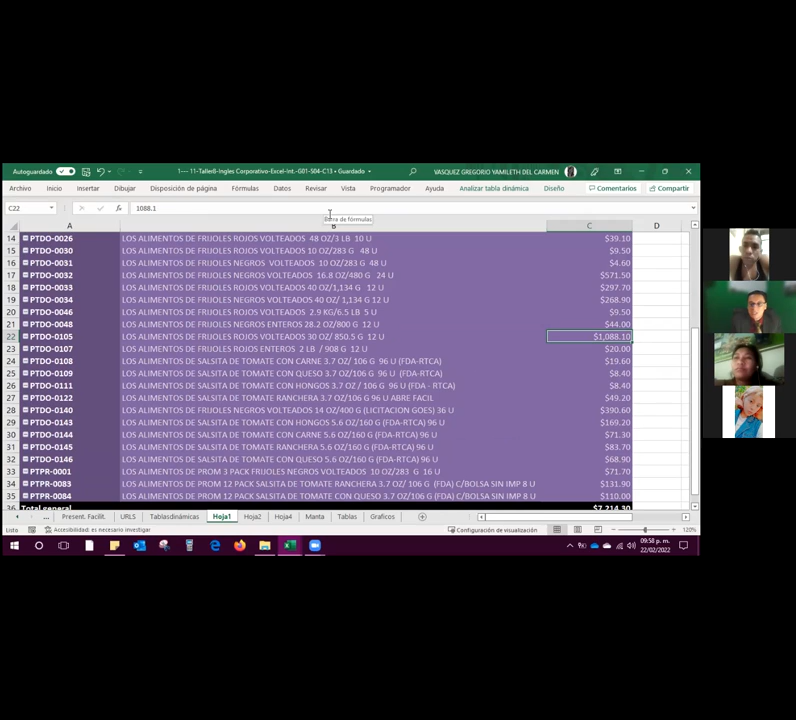 Autoguardado
1--- 11-Taller8-Ingles Corporativo-Excel-Int.-G01-S04-C13 • Guardado
VASQUEZ GREGORIO YAMLETH DEL CARMEN
Archivo Inicio Insertar Dibujar Disposición de página Fórmulas Datos Revisar Vista Programador Ayuda Analizar tabla dinámica Diseño Comentarios Compartir
C22 fx 1088.1
Barra de fórmulas
A B C D
14 PTDO-0026 LOS ALIMENTOS DE FRIJOLES ROJOS VOLTEADOS 48 OZ/3 LB 10 U $39.10
15 PTDO-0030 LOS ALIMENTOS DE FRIJOLES ROJOS VOLTEADOS 10 OZ/283 G 48 U $9.50
16 PTDO-0031 LOS ALIMENTOS DE FRIJOLES NEGROS VOLTEADOS 10 OZ/283 G 48 U $4.60
17 PTDO-0032 LOS ALIMENTOS DE FRIJOLES NEGROS VOLTEADOS 16.8 OZ/480 G 24 U $571.50
18 PTDO-0033 LOS ALIMENTOS DE FRIJOLES ROJOS VOLTEADOS 40 OZ/1,134 G 12 U $297.70
19 PTDO-0034 LOS ALIMENTOS DE FRIJOLES NEGROS VOLTEADOS 40 OZ/ 1,134 G 12 U $268.90
20 PTDO-0046 LOS ALIMENTOS DE FRIJOLES ROJOS VOLTEADOS 2.9 KG/6.5 LB 5 U $9.50
21 PTDO-0048 LOS ALIMENTOS DE FRIJOLES NEGROS ENTEROS 28.2 OZ/800 G 12 U $44.00
22 PTDO-0105 LOS ALIMENTOS DE FRIJOLES ROJOS VOLTEADOS 30 OZ/ 850.5 G 12 U $1,088.10
23 PTDO-0107 LOS ALIMENTOS DE FRIJOLES ROJOS ENTEROS 2 LB / 908 G 12 U $20.00
24 PTDO-0108 LOS ALIMENTOS DE SALSITA DE TOMATE CON CARNE 3.7 OZ/ 106 G 96 U (FDA-RTCA) $19.60
25 PTDO-0109 LOS ALIMENTOS DE SALSITA DE TOMATE CON QUESO 3.7 OZ/ 106 G 96 U (FDA-RTCA) $8.40
26 PTDO-0111 LOS ALIMENTOS DE SALSITA DE TOMATE CON HONGOS 3.7 OZ / 106 G 96 U (FDA - RTCA) $8.40
27 PTDO-0122 LOS ALIMENTOS DE SALSITA DE TOMATE RANCHERA 3.7 OZ/106 G 96 U ABRE FACIL $49.20
28 PTDO-0140 LOS ALIMENTOS DE FRIJOLES NEGROS VOLTEADOS 14 OZ/400 G (LICITACION GOES) 36 U $390.60
29 PTDO-0143 LOS ALIMENTOS DE SALSITA DE TOMATE CON HONGOS 5.6 OZ/160 G (FDA-RTCA) 96 U $169.20
30 PTDO-0144 LOS ALIMENTOS DE SALSITA DE TOMATE CON CARNE 5.6 OZ/160 G (FDA-RTCA) 96 U $71.30
31 PTDO-0145 LOS ALIMENTOS DE SALSITA DE TOMATE RANCHERA 5.6 OZ/160 G (FDA-RTCA) 96 U $83.70
32 PTDO-0146 LOS ALIMENTOS DE SALSITA DE TOMATE CON QUESO 5.6 OZ/160 G (FDA-RTCA) 96 U $68.90
33 PTPR-0001 LOS ALIMENTOS DE PROM 3 PACK FRIJOLES NEGROS VOLTEADOS 10 OZ/283 G 16 U $71.70
34 PTPR-0083 LOS ALIMENTOS DE PROM 12 PACK SALSITA DE TOMATE RANCHERA 3.7 OZ/106 G (FDA) C/BOLSA SIN IMP 8 U $131.90
35 PTPR-0084 LOS ALIMENTOS DE PROM 12 PACK SALSITA DE TOMATE CON QUESO 3.7 OZ/106 G (FDA) C/BOLSA SIN IMP 8 U $110.00
36 Total general $7,214.30
... Present. Facilit. URLS Tablasdinámicas Hoja1 Hoja2 Hoja4 Manta Tablas Graficos
Listo Accesibilidad: es necesario investigar Configuración de visualización 120%
09:58 p. m.
22/02/2022